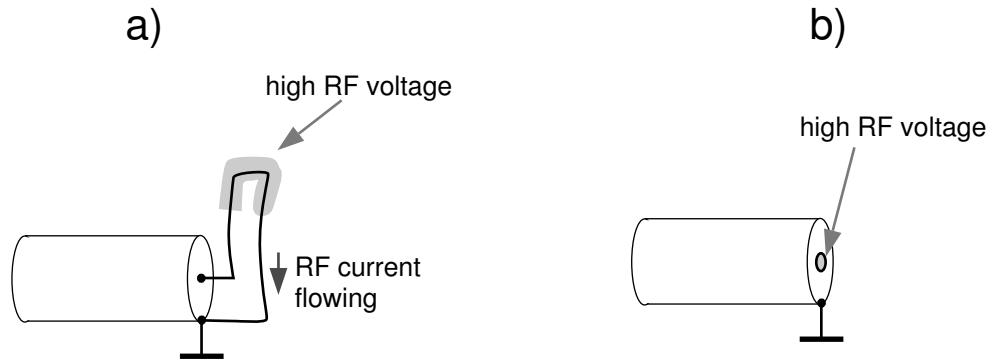 a)
high RF voltage
RF current
flowing
b)
high RF voltage